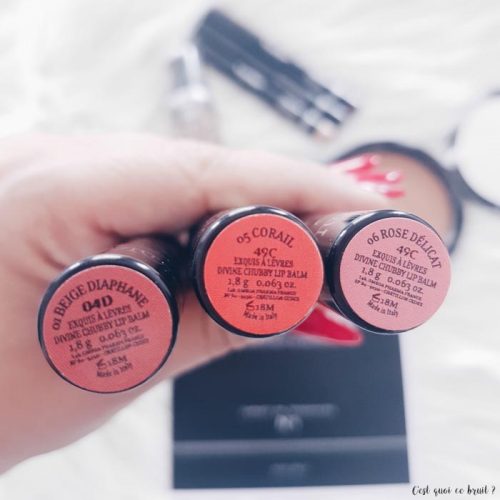 01 BEIGE DIAPHANE
04D
EXQUIS À LÈVRES
DIVINE CHUBBY LIP BALM
1,8 g 0.063 oz.
18M
Made in Italy
05 CORAIL
49C
EXQUIS À LÈVRES
DIVINE CHUBBY LIP BALM
1,8 g 0.063 oz.
18M
Made in Italy
06 ROSE DÉLICAT
49C
EXQUIS À LÈVRES
DIVINE CHUBBY LIP BALM
1,8 g 0.063 oz.
18M
Made in Italy
C'est quoi ce bruit ?